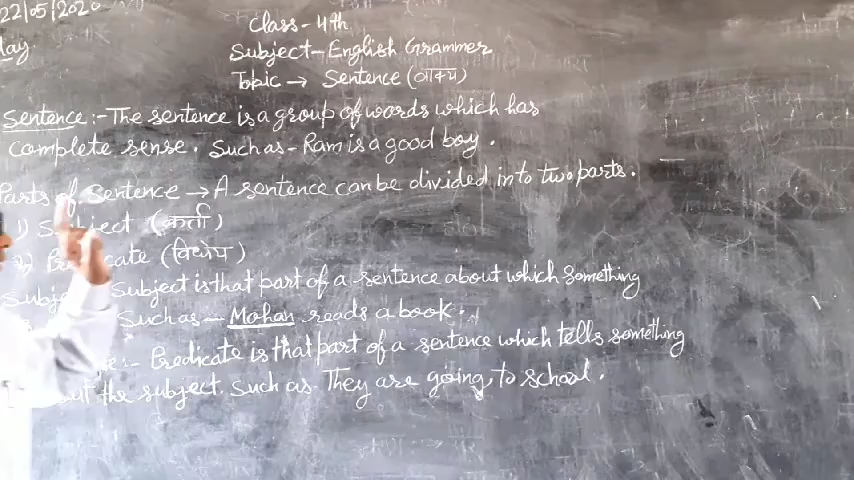 22/05/2020
day
Class - 4th
Subject - English Grammer
Topic → Sentence (वाक्य)
Sentence :- The sentence is a group of words which has
complete sense. Such as - Ram is a good boy.
Parts of Sentence → A sentence can be divided into two parts.
1) Subject (कर्ता)
2) Predicate (विधेय)
Subject is that part of a sentence about which something
Such as - Mohan reads a book.
:- Predicate is that part of a sentence which tells something
the subject. Such as. They are going to school.